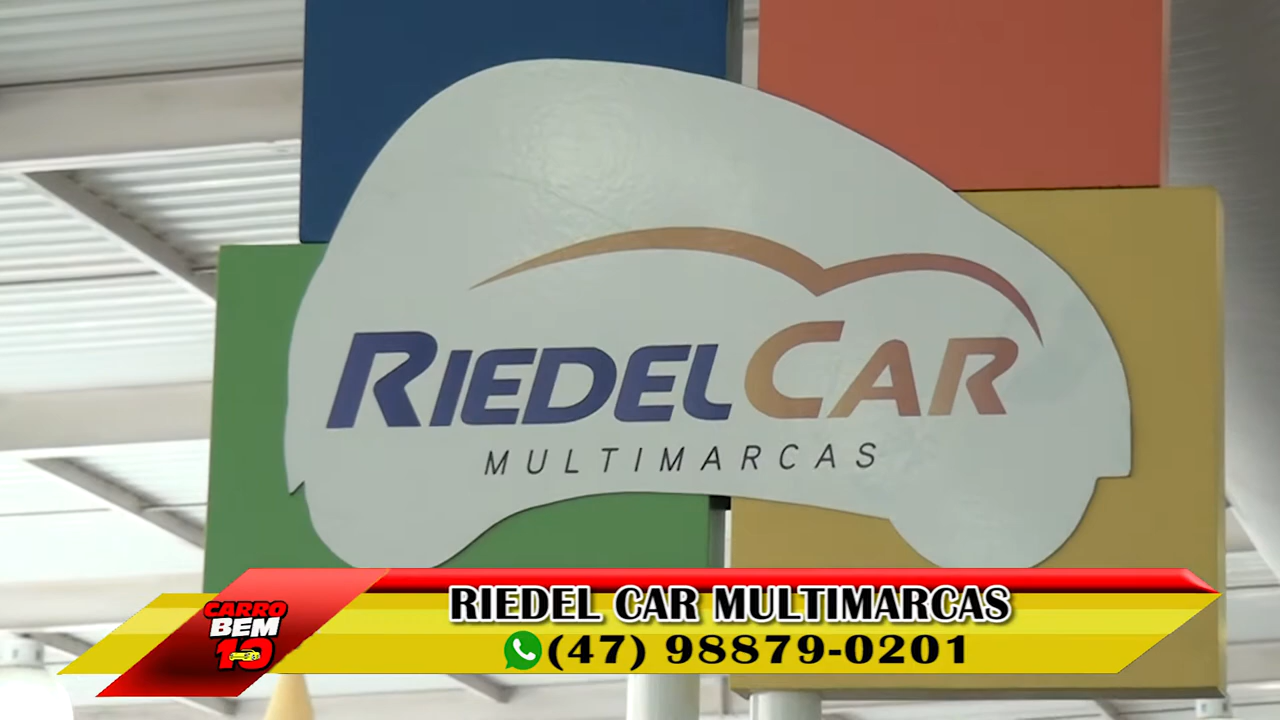 RIEDELCAR
MULTIMARCAS
CARRO
BEM
10
RIEDEL CAR MULTIMARCAS
(47) 98879-0201